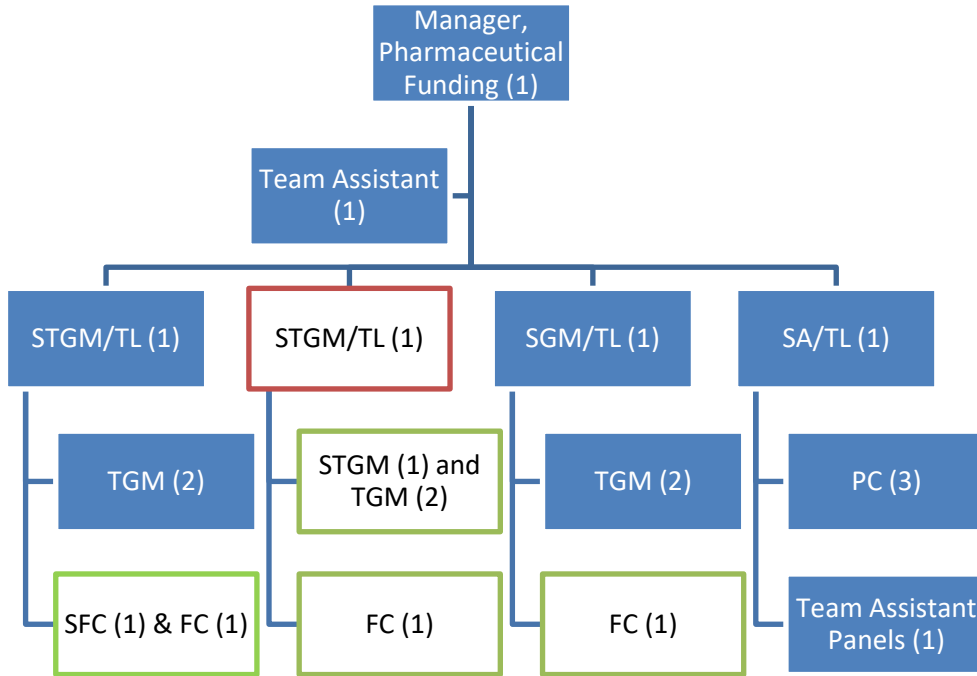 Manager,
Pharmaceutical
Funding (1)
Team Assistant
(1)
STGM/TL (1)
STGM/TL (1)
SGM/TL (1)
SA/TL (1)
TGM (2)
STGM (1) and
TGM (2)
TGM (2)
PC (3)
SFC (1) & FC (1)
FC (1)
FC (1)
Team Assistant
Panels (1)